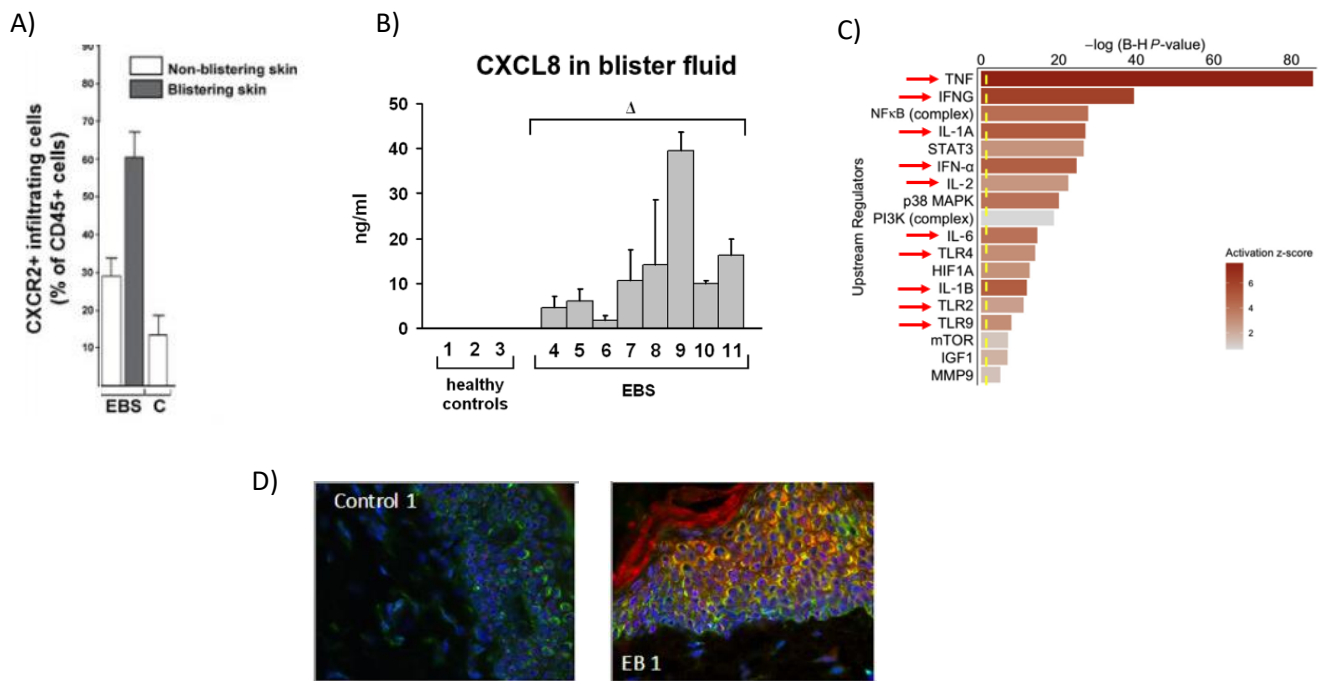 A)
90
80
70
60
50
40
30
20
10
Non-blistering skin
Blistering skin
CXCR2+ infiltrating cells
(% of CD45+ cells)
EBS C
B)
CXCL8 in blister fluid
Δ
50
40
30
20
10
0
ng/ml
1 2 3 4 5 6 7 8 9 10 11
healthy
controls
EBS
C)
–log (B-H P-value)
0 20 40 60 80
Upstream Regulators
TNF
IFNG
NFκB (complex)
IL-1A
STAT3
IFN-α
IL-2
p38 MAPK
PI3K (complex)
IL-6
TLR4
HIF1A
IL-1B
TLR2
TLR9
mTOR
IGF1
MMP9
Activation z-score
6
4
2
D)
Control 1
EB 1